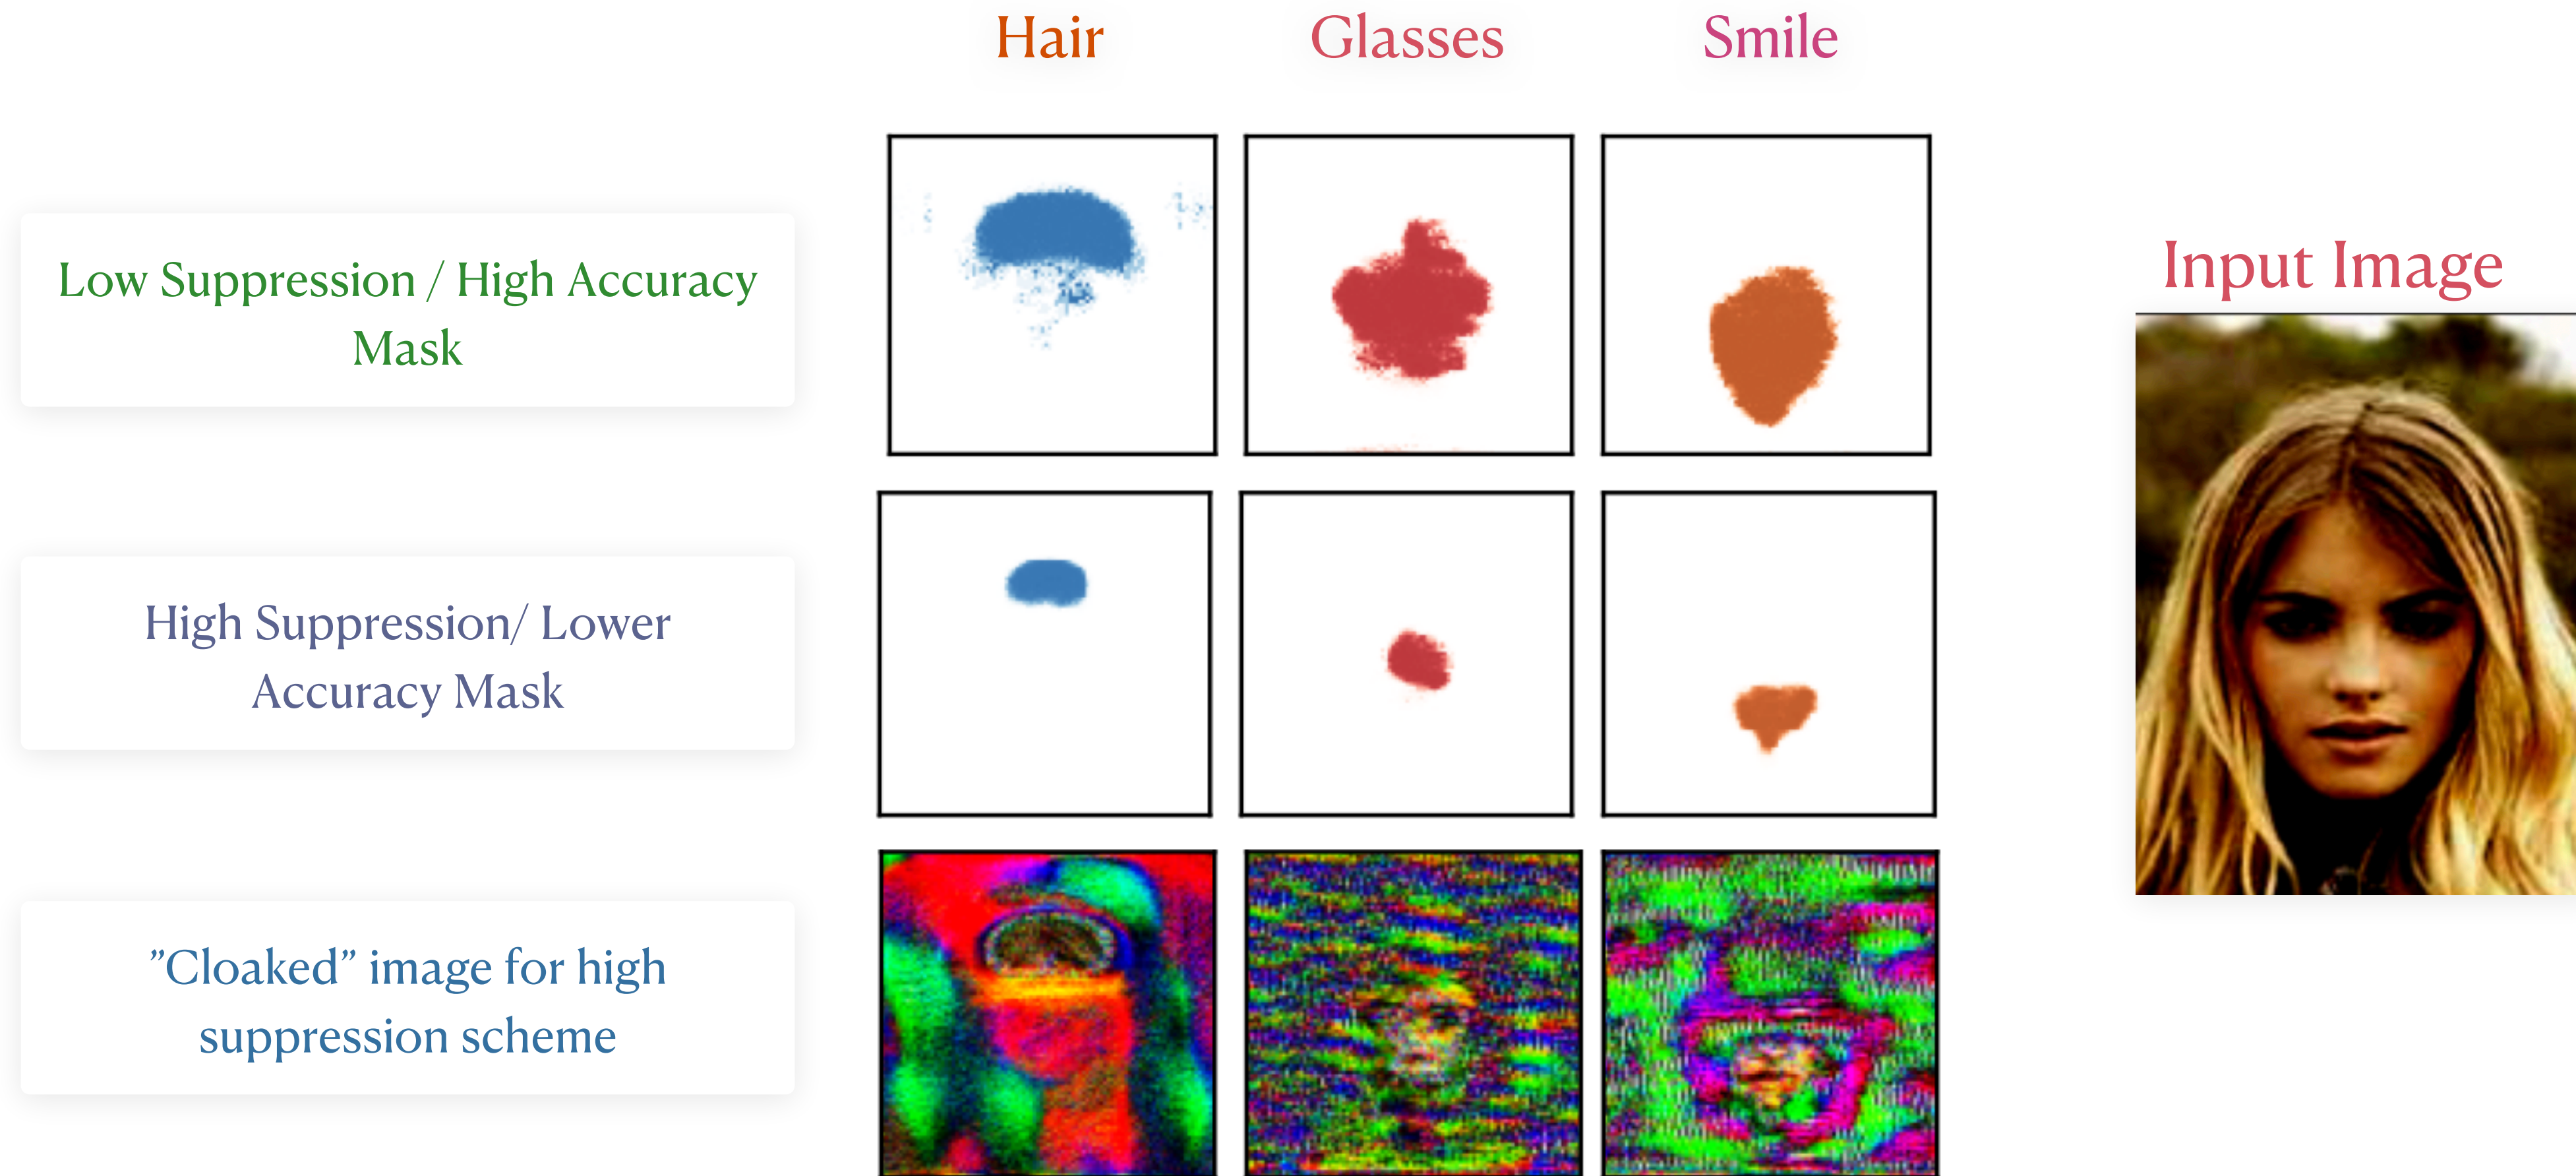 Hair
Glasses
Smile
Low Suppression / High Accuracy
Mask
Input Image
High Suppression/ Lower
Accuracy Mask
”Cloaked” image for high
suppression scheme